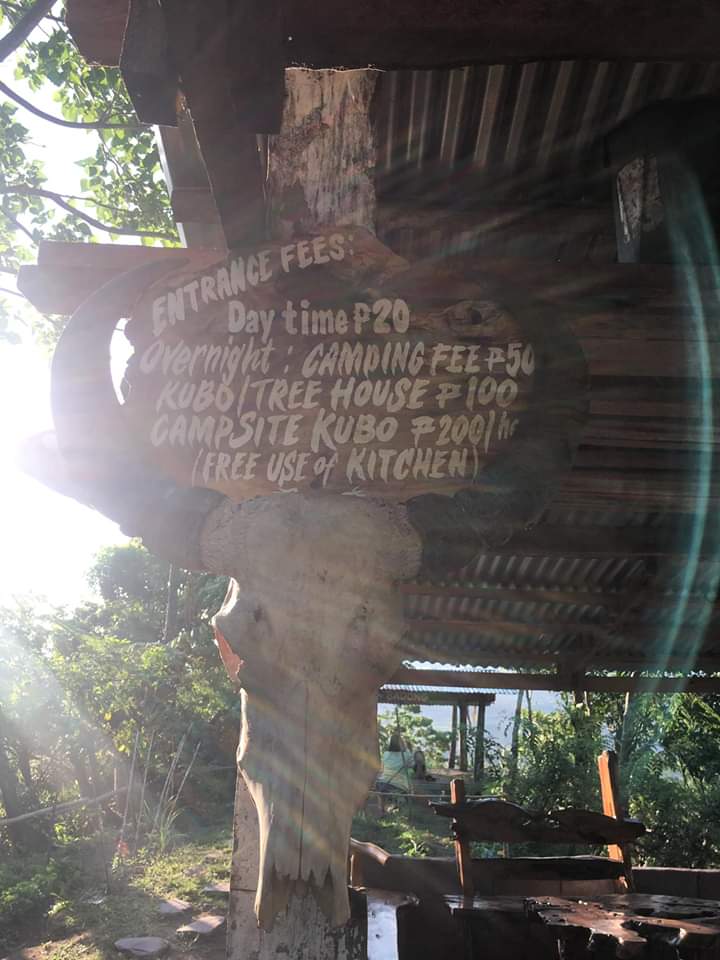 ENTRANCE FEES:
Day time ₱20
Overnight: CAMPING FEE ₱50
KUBO/TREE HOUSE ₱100
CAMPSITE KUBO ₱200/hr
(FREE USE of KITCHEN)